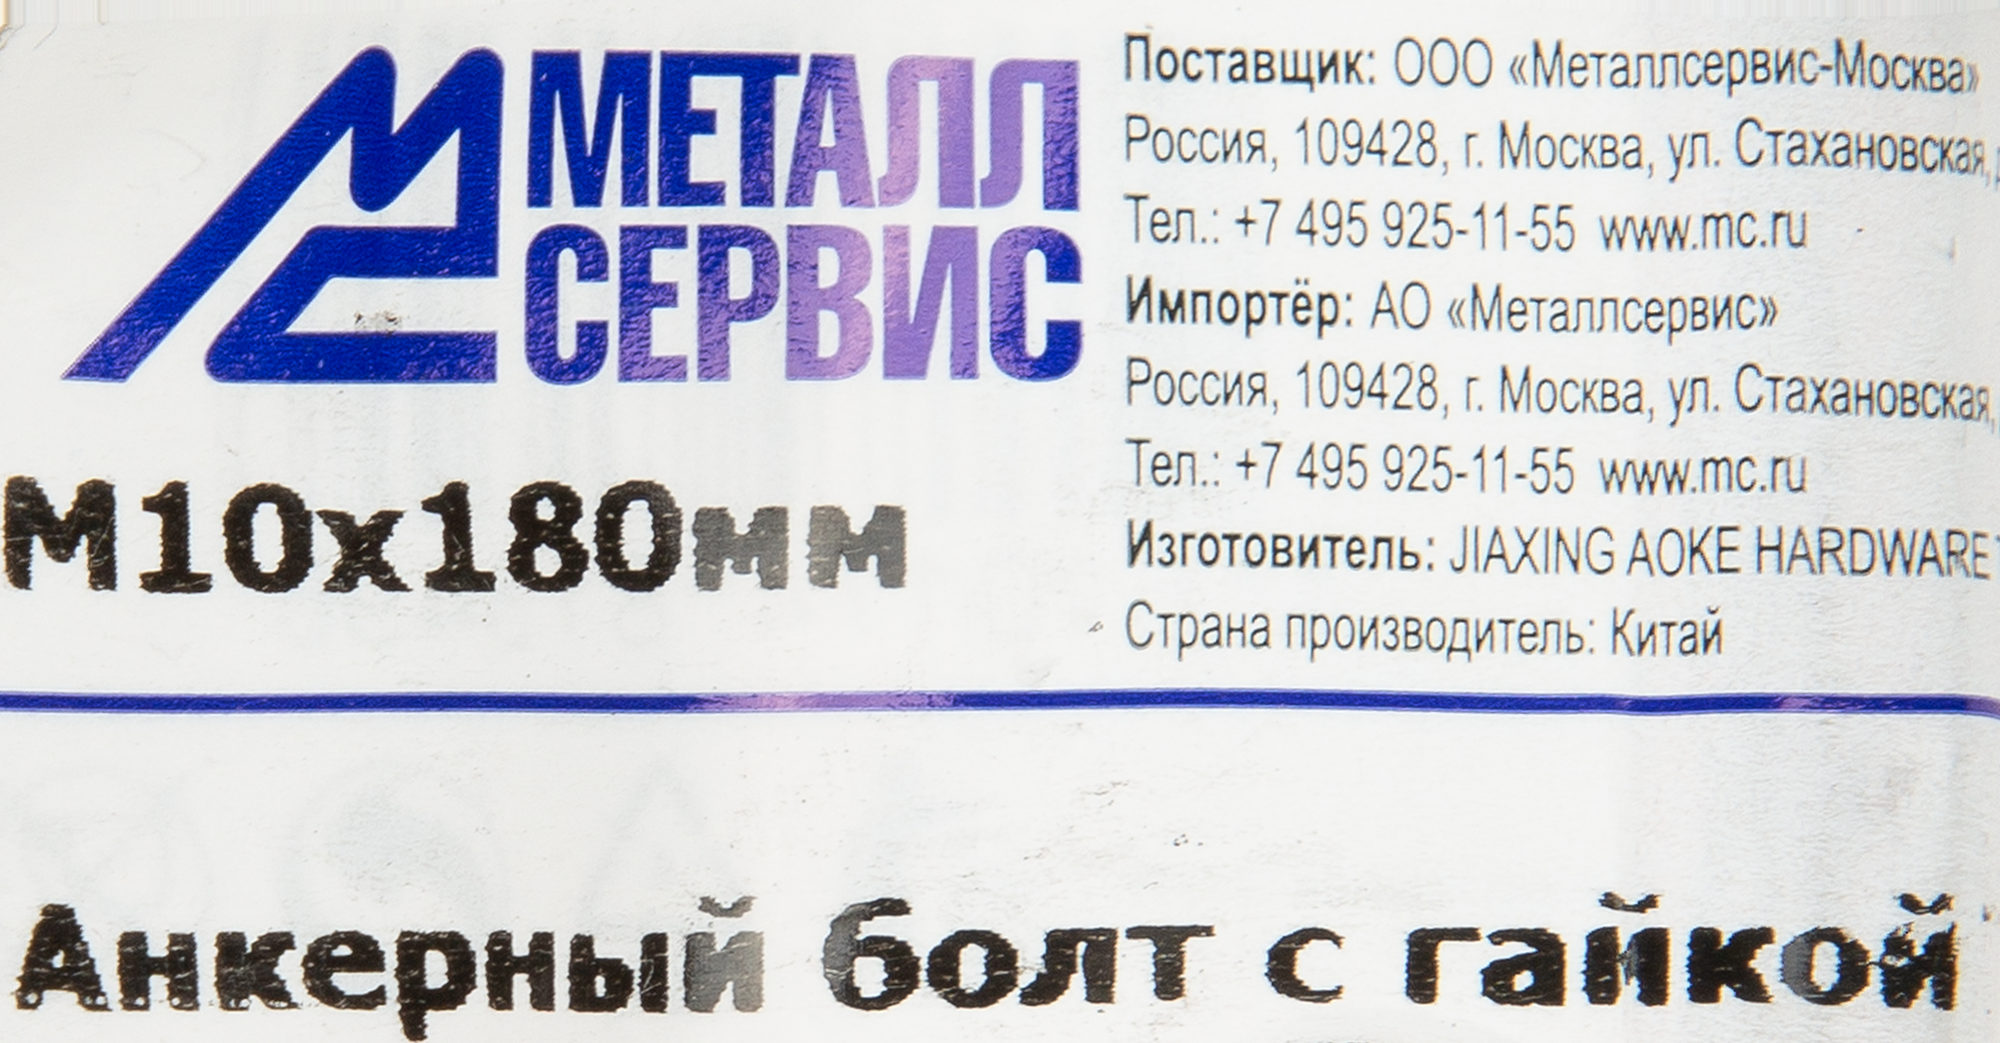 МЕТАЛЛ
СЕРВИС
Поставщик: ООО «Металлсервис-Москва»
Россия, 109428, г. Москва, ул. Стахановская,
Тел.: +7 495 925-11-55 www.mc.ru
Импортёр: АО «Металлсервис»
Россия, 109428, г. Москва, ул. Стахановская,
Тел.: +7 495 925-11-55 www.mc.ru
Изготовитель: JIAXING AOKE HARDWARE
Страна производитель: Китай
М10х180мм
Анкерный болт с гайкой